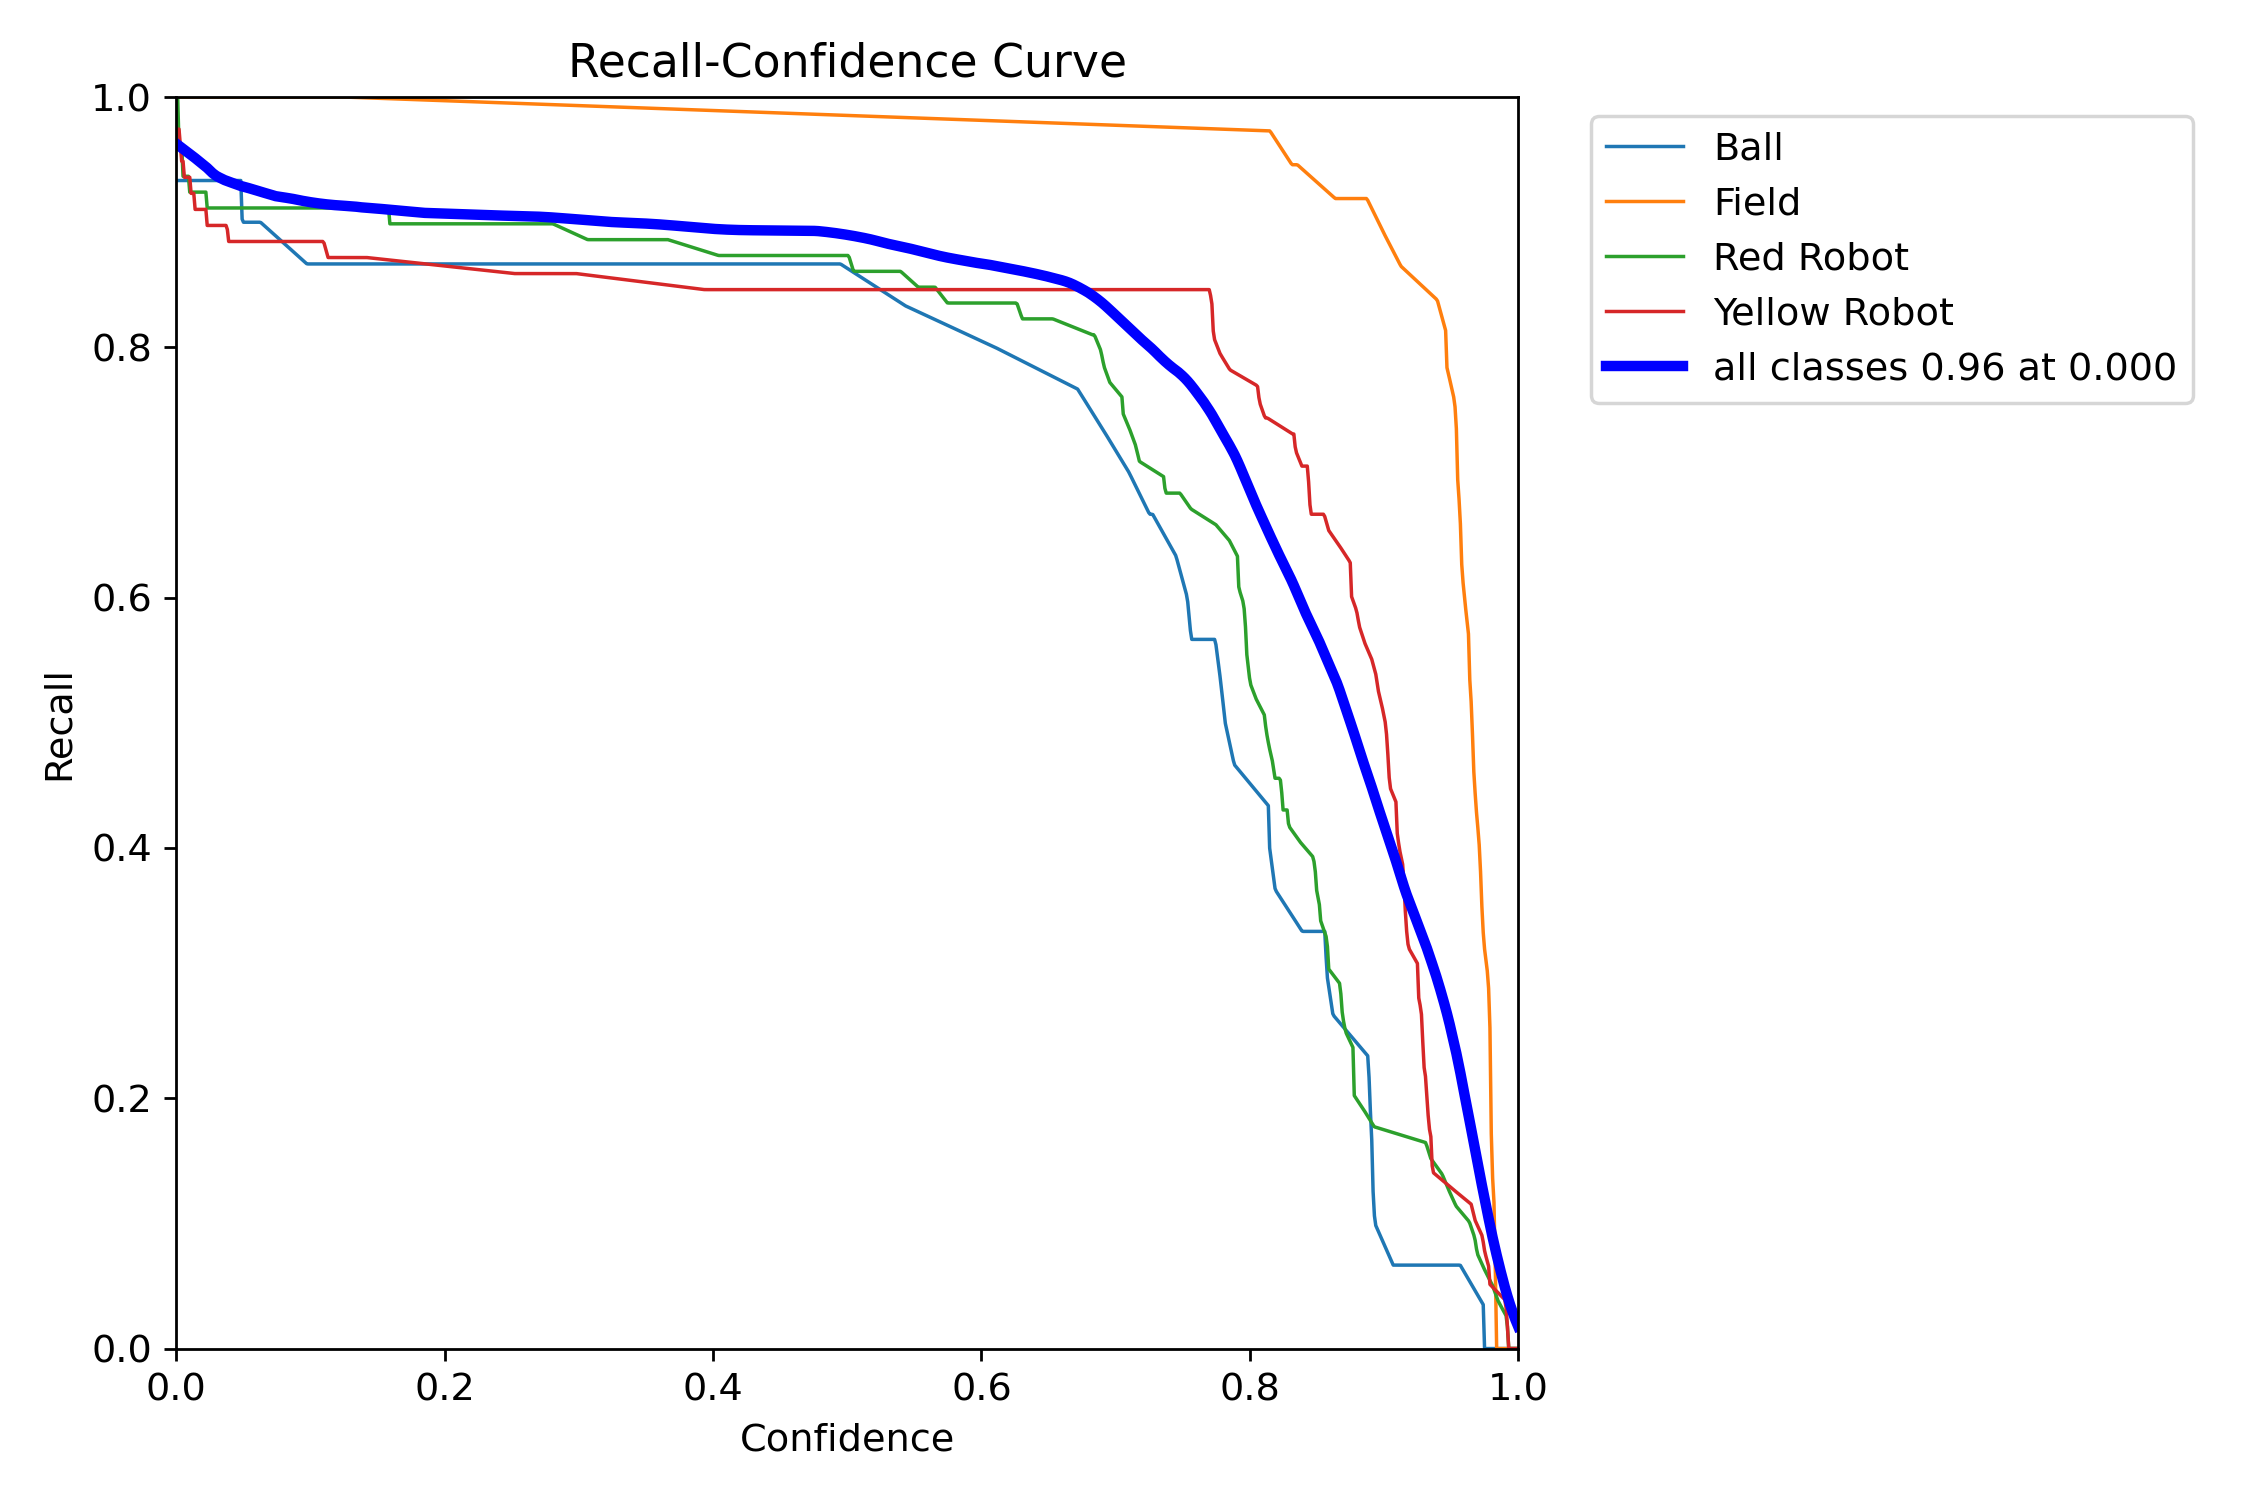 Recall-Confidence Curve
1.0
0.8
0.6
0.4
0.2
0.0
Recall
0.0 0.2 0.4 0.6 0.8 1.0
Confidence
Ball
Field
Red Robot
Yellow Robot
all classes 0.96 at 0.000